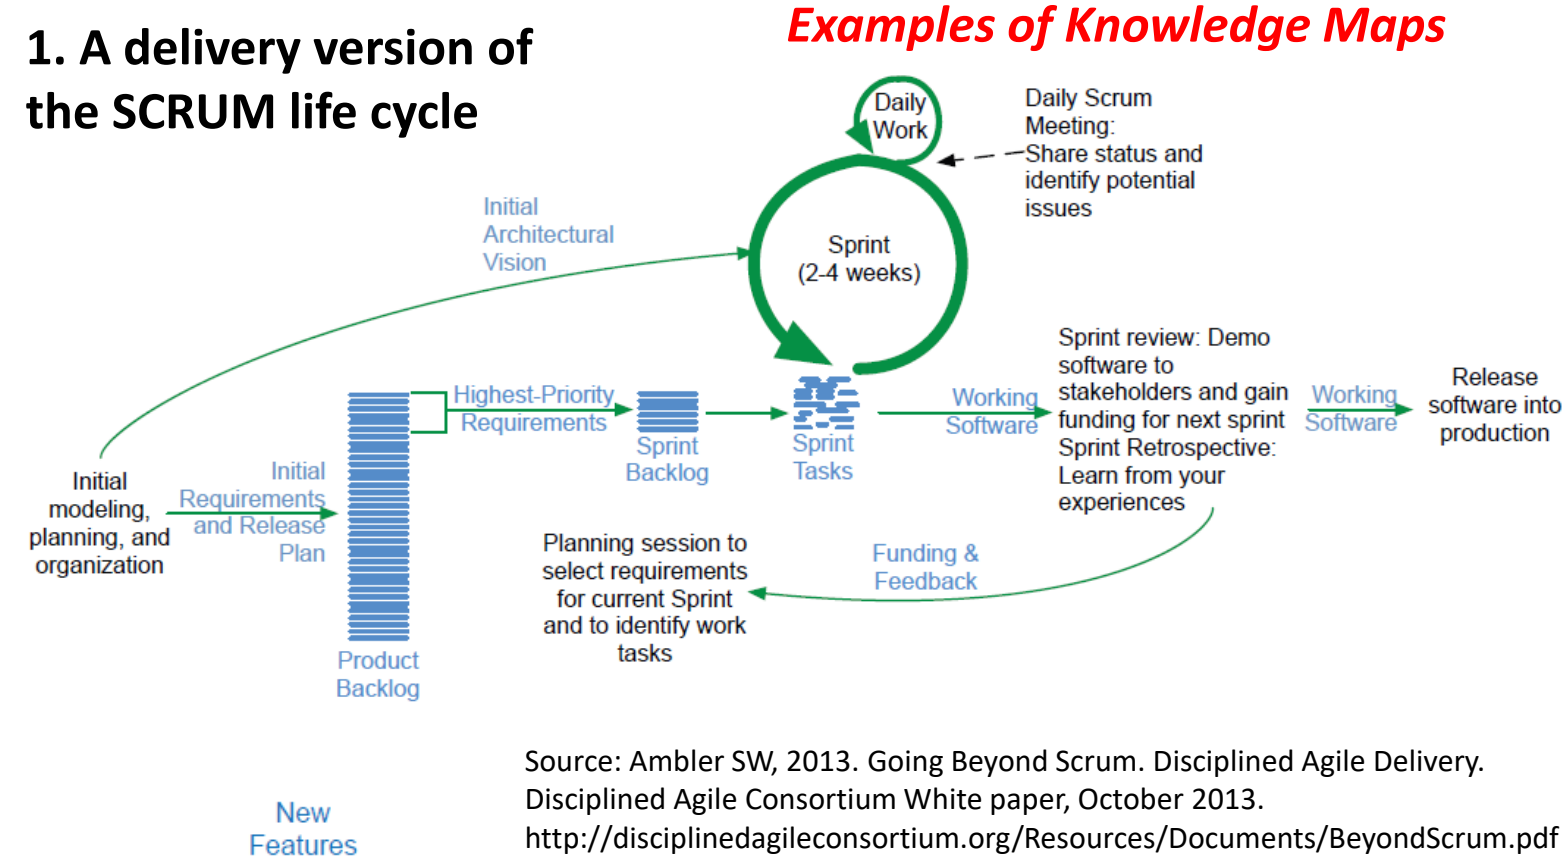 1. A delivery version of
the SCRUM life cycle
Examples of Knowledge Maps
Daily
Work
Daily Scrum
Meeting:
Share status and
identify potential
issues
Initial
Architectural
Vision
Sprint
(2-4 weeks)
Highest-Priority
Requirements
Sprint
Backlog
Sprint
Tasks
Working
Software
Sprint review: Demo
software to
stakeholders and gain
funding for next sprint
Sprint Retrospective:
Learn from your
experiences
Working
Software
Release
software into
production
Initial
modeling,
planning, and
organization
Initial
Requirements
and Release
Plan
Product
Backlog
Planning session to
select requirements
for current Sprint
and to identify work
tasks
Funding &
Feedback
New
Features
Source: Ambler SW, 2013. Going Beyond Scrum. Disciplined Agile Delivery.
Disciplined Agile Consortium White paper, October 2013.
http://disciplinedagileconsortium.org/Resources/Documents/BeyondScrum.pdf